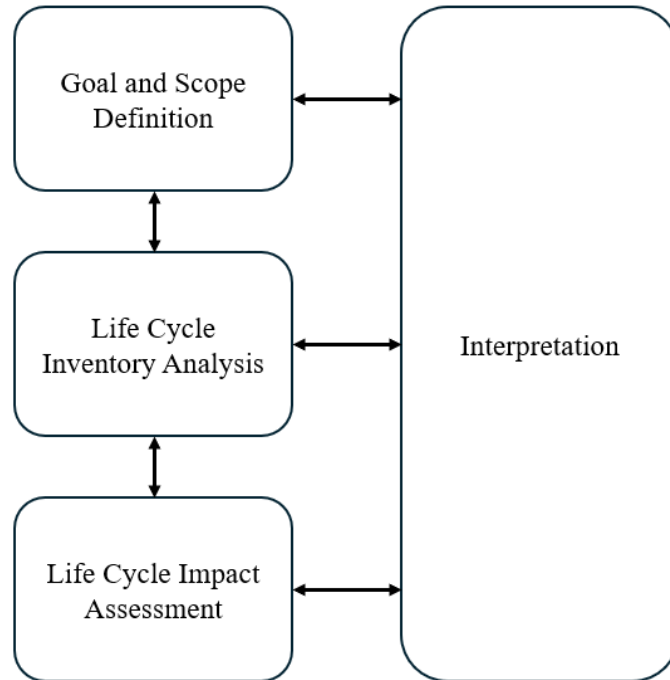 Goal and Scope
Definition
Life Cycle
Inventory Analysis
Interpretation
Life Cycle Impact
Assessment